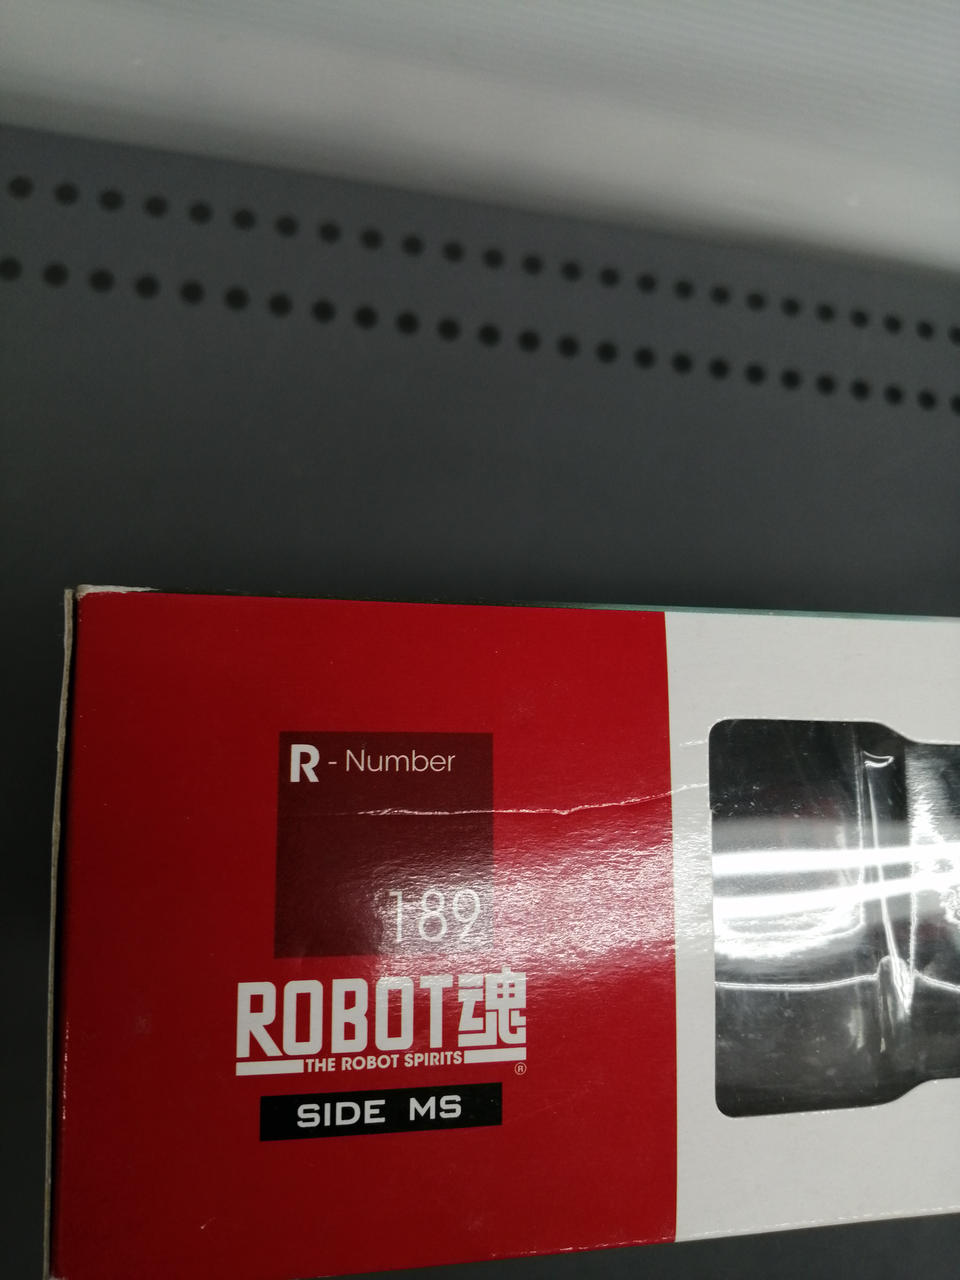 R - Number
189
ROBOT魂
THE ROBOT SPIRITS
®
SIDE MS